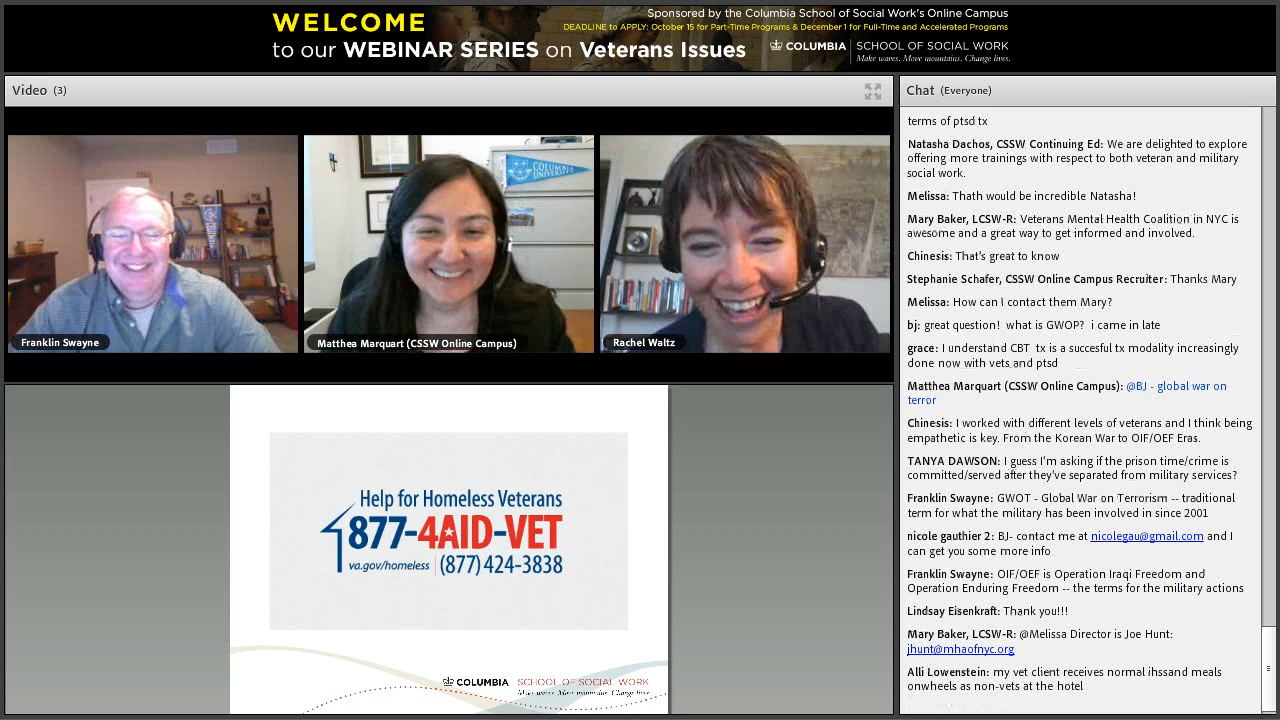 WELCOME
to our WEBINAR SERIES on Veterans Issues
Sponsored by the Columbia School of Social Work's Online Campus
DEADLINE to APPLY: October 15 for Part-Time Programs & December 1 for Full-Time and Accelerated Programs
COLUMBIA | SCHOOL OF SOCIAL WORK
Make waves. Move mountains. Change lives.
Video (3)
COLUMBIA
UNIVERSITY
Franklin Swayne
Matthea Marquart (CSSW Online Campus)
Rachel Waltz
Help for Homeless Veterans
877-4AID-VET
va.gov/homeless | (877) 424-3838
COLUMBIA | SCHOOL OF SOCIAL WORK
Make waves. Move mountains. Change lives.
Chat (Everyone)
terms of ptsd tx
Natasha Dachos, CSSW Continuing Ed: We are delighted to explore
offering more trainings with respect to both veteran and military
social work.
Melissa: Thath would be incredible Natasha!
Mary Baker, LCSW-R: Veterans Mental Health Coalition in NYC is
awesome and a great way to get informed and involved.
Chinesis: That's great to know
Stephanie Schafer, CSSW Online Campus Recruiter: Thanks Mary
Melissa: How can I contact them Mary?
bj: great question! what is GWOP? i came in late
grace: I understand CBT tx is a succesful tx modality increasingly
done now with vets and ptsd
Matthea Marquart (CSSW Online Campus): @BJ - global war on
terror
Chinesis: I worked with different levels of veterans and I think being
empathetic is key. From the Korean War to OIF/OEF Eras.
TANYA DAWSON: I guess I'm asking if the prison time/crime is
committed/served after they've separated from military services?
Franklin Swayne: GWOT - Global War on Terrorism -- traditional
term for what the military has been involved in since 2001
nicole gauthier 2: BJ- contact me at nicolegau@gmail.com and I
can get you some more info
Franklin Swayne: OIF/OEF is Operation Iraqi Freedom and
Operation Enduring Freedom -- the terms for the military actions
Lindsay Eisenkraft: Thank you!!!
Mary Baker, LCSW-R: @Melissa Director is Joe Hunt:
jhunt@mhaofnyc.org
Alli Lowenstein: my vet client receives normal ihssand meals
onwheels as non-vets at the hotel